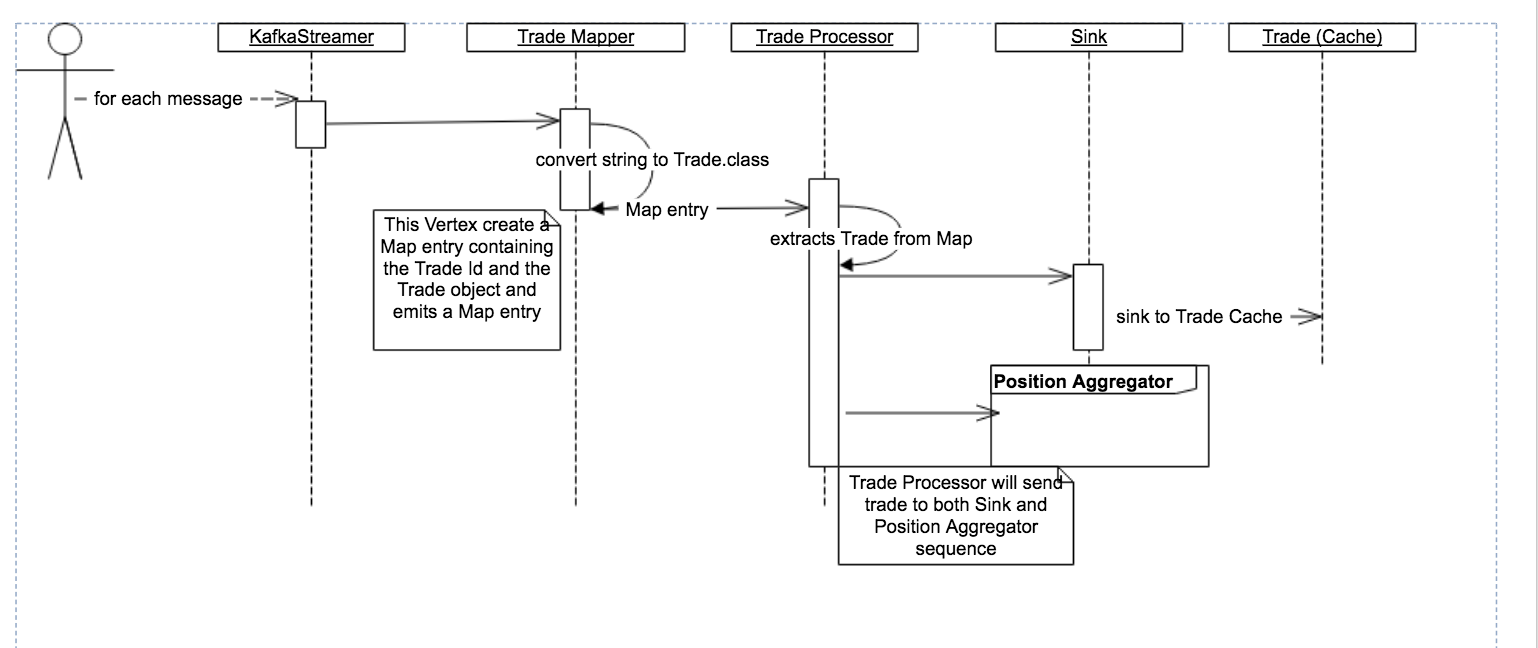 KafkaStreamer
Trade Mapper
Trade Processor
Sink
Trade (Cache)
for each message
convert string to Trade.class
Map entry
This Vertex create a
Map entry containing
the Trade Id and the
Trade object and
emits a Map entry
extracts Trade from Map
sink to Trade Cache
Position Aggregator
Trade Processor will send
trade to both Sink and
Position Aggregator
sequence